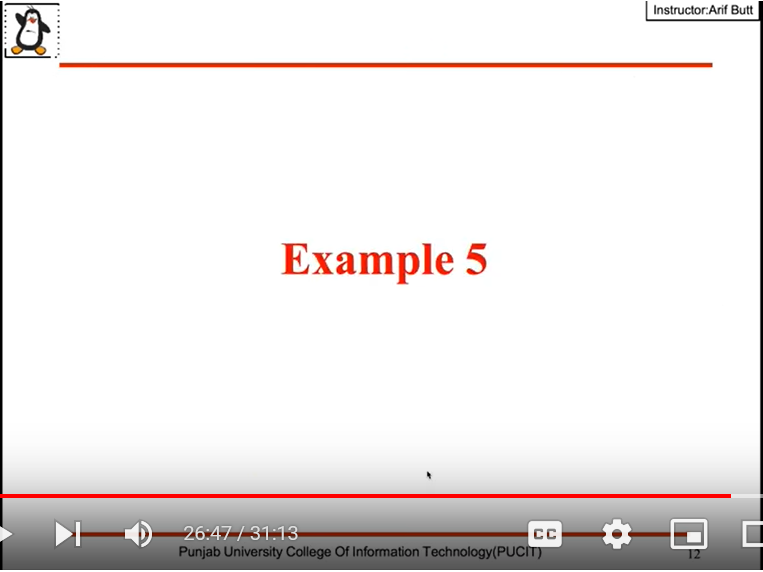 Instructor:Arif Butt
Example 5
26:47 / 31:13
CC
Punjab University College Of Information Technology(PUCIT)
12